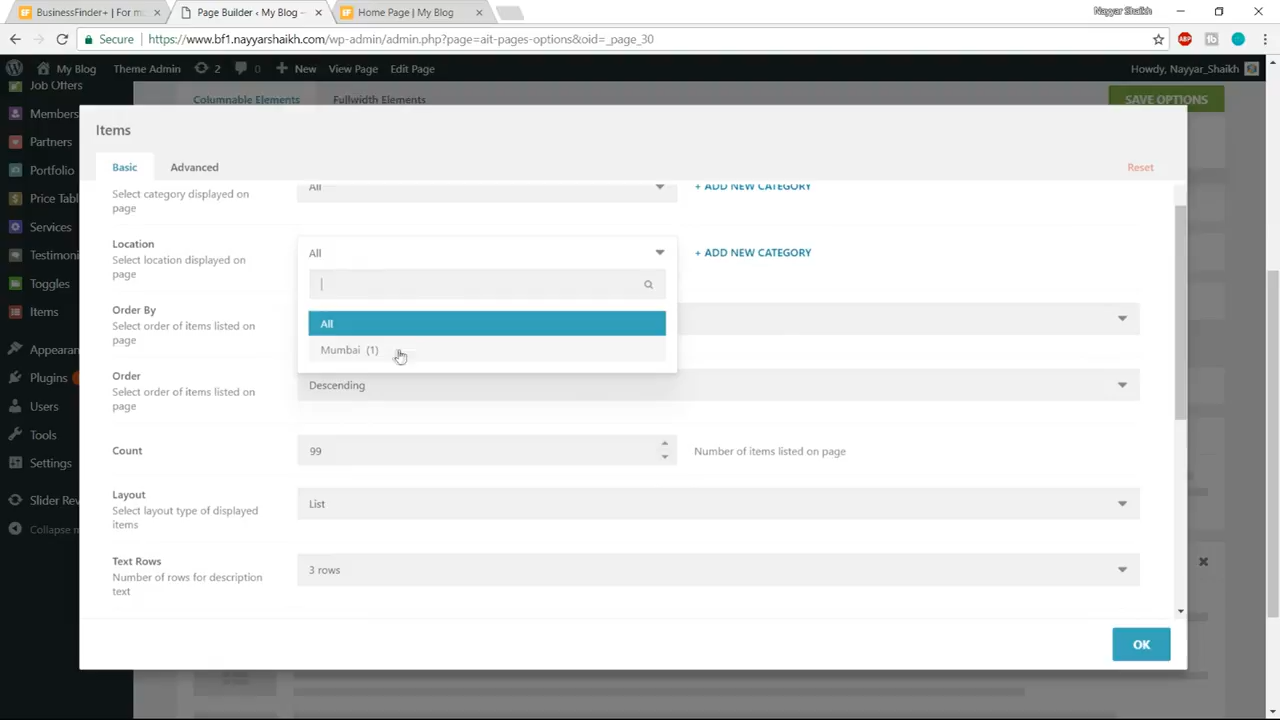 BusinessFinder+ | For m
Page Builder ‹ My Blog –
Home Page | My Blog
Nayyar Shaikh
Secure
https://www.bf1.nayyarshaikh.com/wp-admin/admin.php?page=ait-pages-options&oid=_page_30
ABP
My Blog
Theme Admin
2
0
New
View Page
Edit Page
Howdy, Nayyar_Shaikh
Job Offers
Members
Partners
Portfolio
Price Tabl
Services
Testimoni
Toggles
Items
Appearan
Plugins
Users
Tools
Settings
Slider Rev
Collapse m
Columnable Elements
Fullwidth Elements
SAVE OPTIONS
Items
Basic
Advanced
Reset
Select category displayed on
page
All
+ ADD NEW CATEGORY
Location
Select location displayed on
page
All
+ ADD NEW CATEGORY
All
Mumbai (1)
Order By
Select order of items listed on
page
Order
Select order of items listed on
page
Descending
Count
99
Number of items listed on page
Layout
Select layout type of displayed
items
List
Text Rows
Number of rows for description
text
3 rows
OK